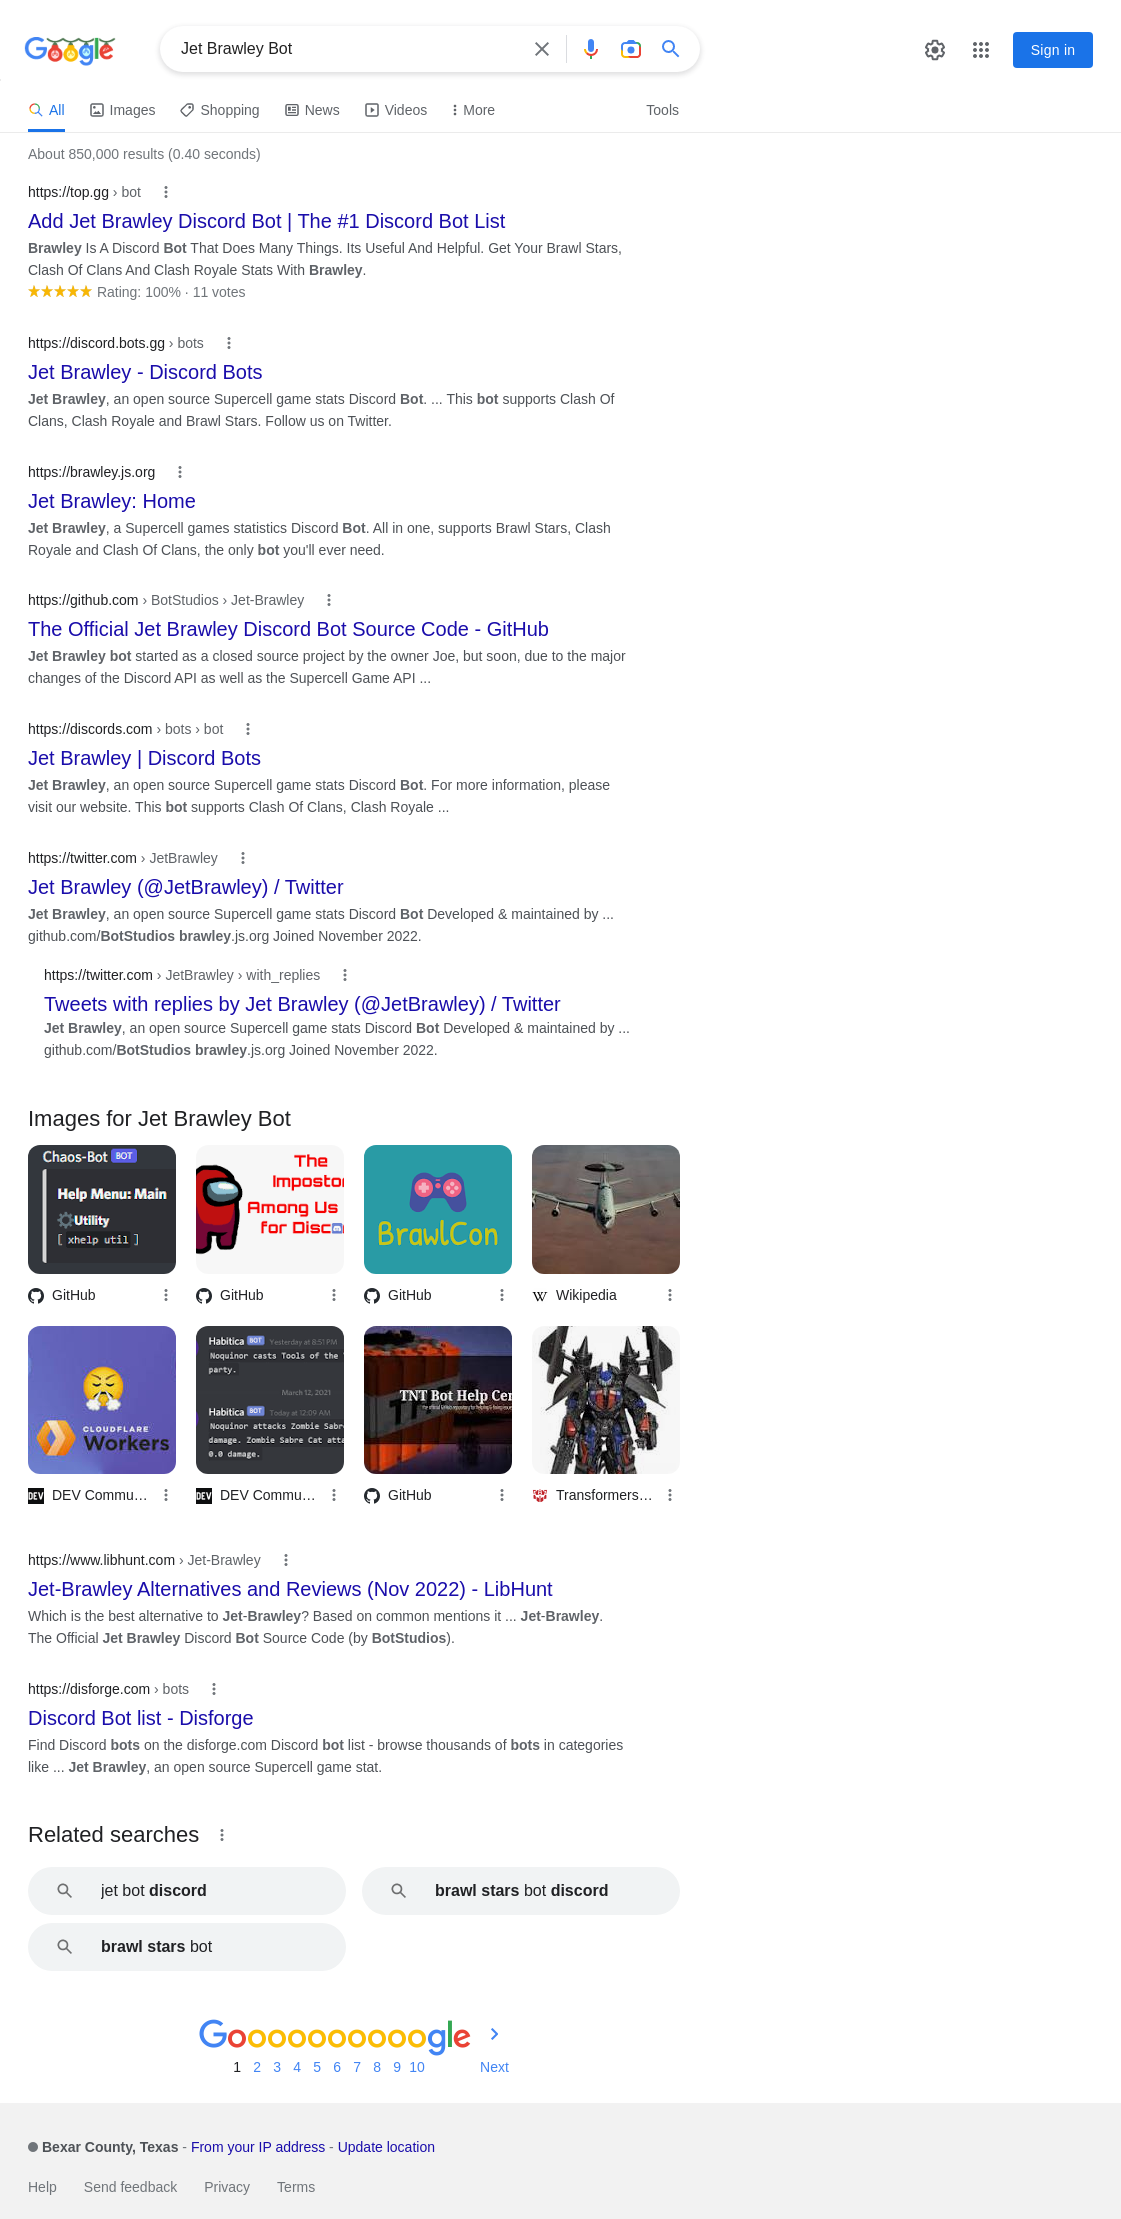 Google
Jet Brawley Bot
Sign in
All
Images
Shopping
News
Videos
More
Tools
About 850,000 results (0.40 seconds)
https://top.gg › bot
Add Jet Brawley Discord Bot | The #1 Discord Bot List
Brawley Is A Discord Bot That Does Many Things. Its Useful And Helpful. Get Your Brawl Stars,
Clash Of Clans And Clash Royale Stats With Brawley.
Rating: 100% · 11 votes
https://discord.bots.gg › bots
Jet Brawley - Discord Bots
Jet Brawley, an open source Supercell game stats Discord Bot. ... This bot supports Clash Of
Clans, Clash Royale and Brawl Stars. Follow us on Twitter.
https://brawley.js.org
Jet Brawley: Home
Jet Brawley, a Supercell games statistics Discord Bot. All in one, supports Brawl Stars, Clash
Royale and Clash Of Clans, the only bot you'll ever need.
https://github.com › BotStudios › Jet-Brawley
The Official Jet Brawley Discord Bot Source Code - GitHub
Jet Brawley bot started as a closed source project by the owner Joe, but soon, due to the major
changes of the Discord API as well as the Supercell Game API ...
https://discords.com › bots › bot
Jet Brawley | Discord Bots
Jet Brawley, an open source Supercell game stats Discord Bot. For more information, please
visit our website. This bot supports Clash Of Clans, Clash Royale ...
https://twitter.com › JetBrawley
Jet Brawley (@JetBrawley) / Twitter
Jet Brawley, an open source Supercell game stats Discord Bot Developed & maintained by ...
github.com/BotStudios brawley.js.org Joined November 2022.
https://twitter.com › JetBrawley › with_replies
Tweets with replies by Jet Brawley (@JetBrawley) / Twitter
Jet Brawley, an open source Supercell game stats Discord Bot Developed & maintained by ...
github.com/BotStudios brawley.js.org Joined November 2022.
Images for Jet Brawley Bot
Chaos-Bot BOT
Help Menu: Main
Utility
[ xhelp util ]
The
Impostor
Among Us
for Discor
BrawlCon
GitHub
GitHub
GitHub
W Wikipedia
CLOUDFLARE
Workers
Habitica BOT Yesterday at 8:51 PM
Noquinor casts Tools of the
party.
March 12, 2021
Habitica BOT Today at 12:09 AM
Noquinor attacks Zombie Sabre
damage. Zombie Sabre Cat atta
0.0 damage.
TNT Bot Help Cen
DEV DEV Commu…
DEV DEV Commu…
GitHub
Transformers…
https://www.libhunt.com › Jet-Brawley
Jet-Brawley Alternatives and Reviews (Nov 2022) - LibHunt
Which is the best alternative to Jet-Brawley? Based on common mentions it ... Jet-Brawley.
The Official Jet Brawley Discord Bot Source Code (by BotStudios).
https://disforge.com › bots
Discord Bot list - Disforge
Find Discord bots on the disforge.com Discord bot list - browse thousands of bots in categories
like ... Jet Brawley, an open source Supercell game stat.
Related searches
jet bot discord
brawl stars bot discord
brawl stars bot
Goooooooooogle
1 2 3 4 5 6 7 8 9 10 Next
Bexar County, Texas - From your IP address - Update location
Help Send feedback Privacy Terms